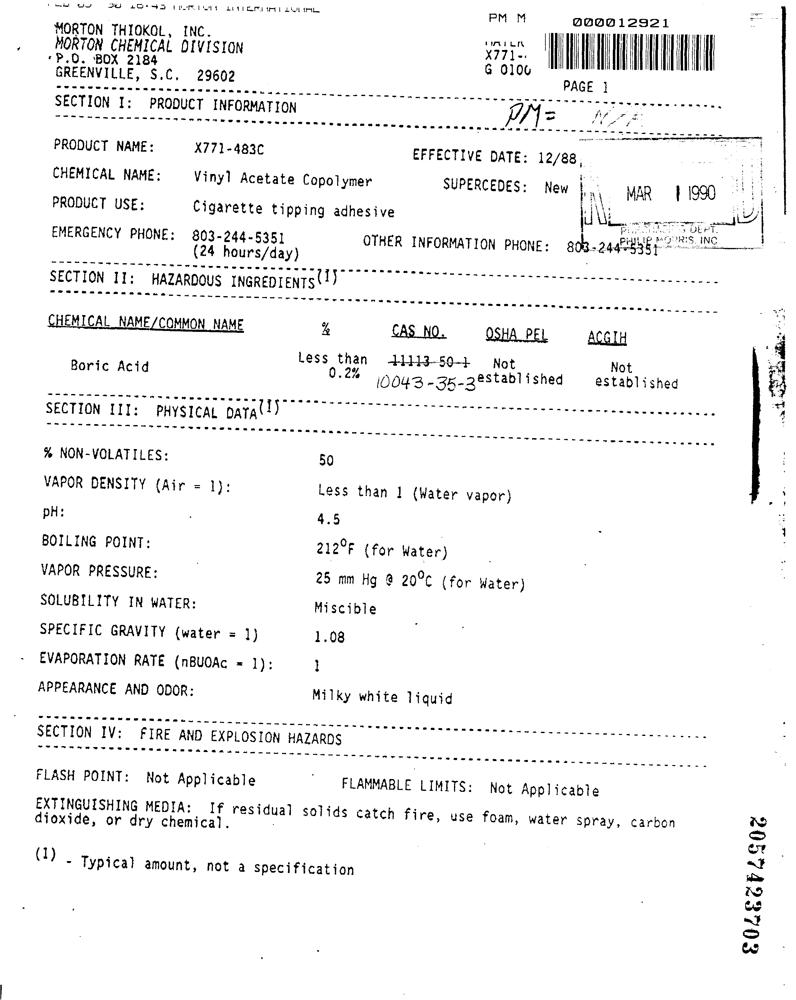 PM M 000012921
MORTON THIOKOL, INC.
MORTON CHEMICAL DIVISION
P.O. BOX 2184
GREENVILLE, S.C. 29602
X771-
G 0100
PAGE 1
SECTION I: PRODUCT INFORMATION
PM= N/A
PRODUCT NAME: X771-483C
EFFECTIVE DATE: 12/88
CHEMICAL NAME: Vinyl Acetate Copolymer
SUPERCEDES: New
MAR 1 1990
PRODUCT USE: Cigarette tipping adhesive
DEPT.
PHILIP MORRIS, INC
EMERGENCY PHONE: 803-244-5351
(24 hours/day)
OTHER INFORMATION PHONE: 803-244-5351
SECTION II: HAZARDOUS INGREDIENTS(1)
CHEMICAL NAME/COMMON NAME % CAS NO. OSHA PEL ACGIH
Boric Acid Less than 11113-50-1 Not Not
0.2% 10043-35-3 established established
SECTION III: PHYSICAL DATA(1)
% NON-VOLATILES: 50
VAPOR DENSITY (Air = 1): Less than 1 (Water vapor)
pH: 4.5
BOILING POINT: 212°F (for Water)
VAPOR PRESSURE: 25 mm Hg @ 20°C (for Water)
SOLUBILITY IN WATER: Miscible
SPECIFIC GRAVITY (water = 1) 1.08
EVAPORATION RATE (nBUOAc = 1): 1
APPEARANCE AND ODOR: Milky white liquid
SECTION IV: FIRE AND EXPLOSION HAZARDS
FLASH POINT: Not Applicable FLAMMABLE LIMITS: Not Applicable
EXTINGUISHING MEDIA: If residual solids catch fire, use foam, water spray, carbon
dioxide, or dry chemical.
(1) - Typical amount, not a specification
2057423703